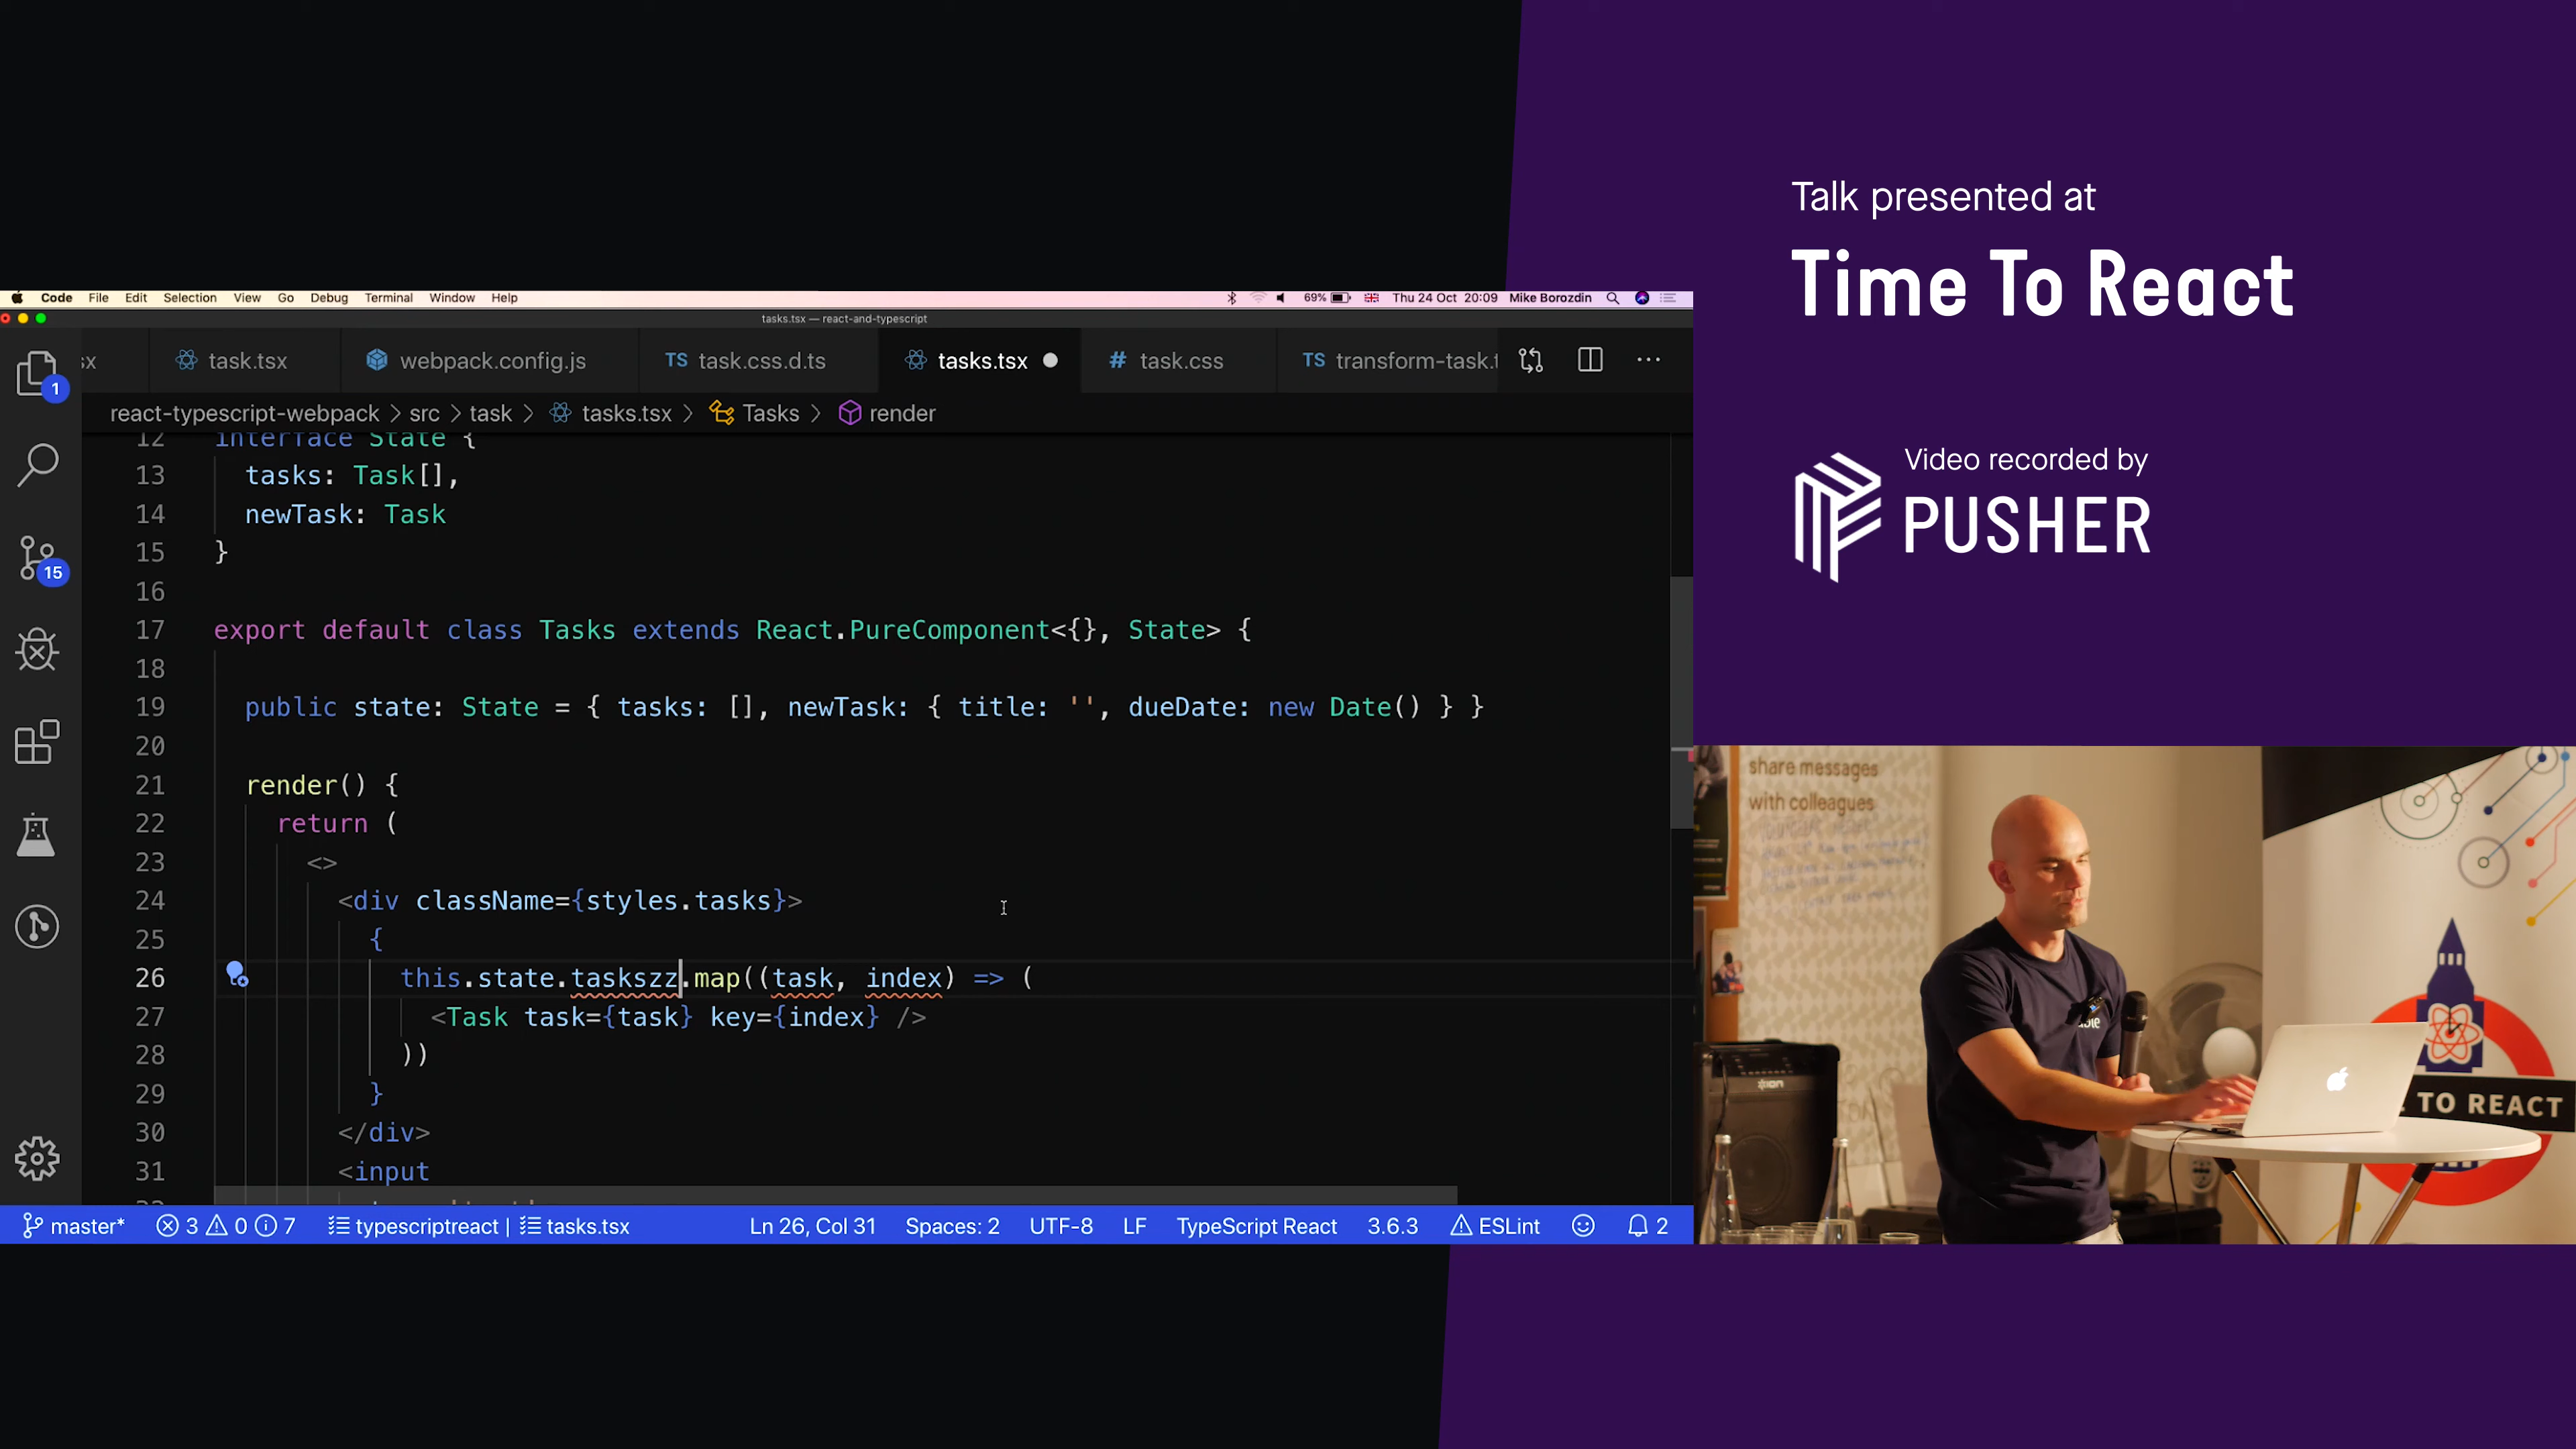 Code File Edit Selection View Go Debug Terminal Window Help
69% Thu 24 Oct 20:09 Mike Borozdin
tasks.tsx — react-and-typescript
sx task.tsx webpack.config.js TS task.css.d.ts tasks.tsx # task.css TS transform-task.t
react-typescript-webpack > src > task > tasks.tsx > Tasks > render
12 interface State {
13 tasks: Task[],
14 newTask: Task
15 }
16
17 export default class Tasks extends React.PureComponent<{}, State> {
18
19 public state: State = { tasks: [], newTask: { title: '', dueDate: new Date() } }
20
21 render() {
22 return (
23 <>
24 <div className={styles.tasks}>
25 {
26 this.state.taskszz.map((task, index) => (
27 <Task task={task} key={index} />
28 ))
29 }
30 </div>
31 <input
1
15
master* 3 0 7 typescriptreact | tasks.tsx Ln 26, Col 31 Spaces: 2 UTF-8 LF TypeScript React 3.6.3 ESLint 2
Talk presented at
Time To React
Video recorded by
PUSHER
share messages
with colleagues
TO REACT